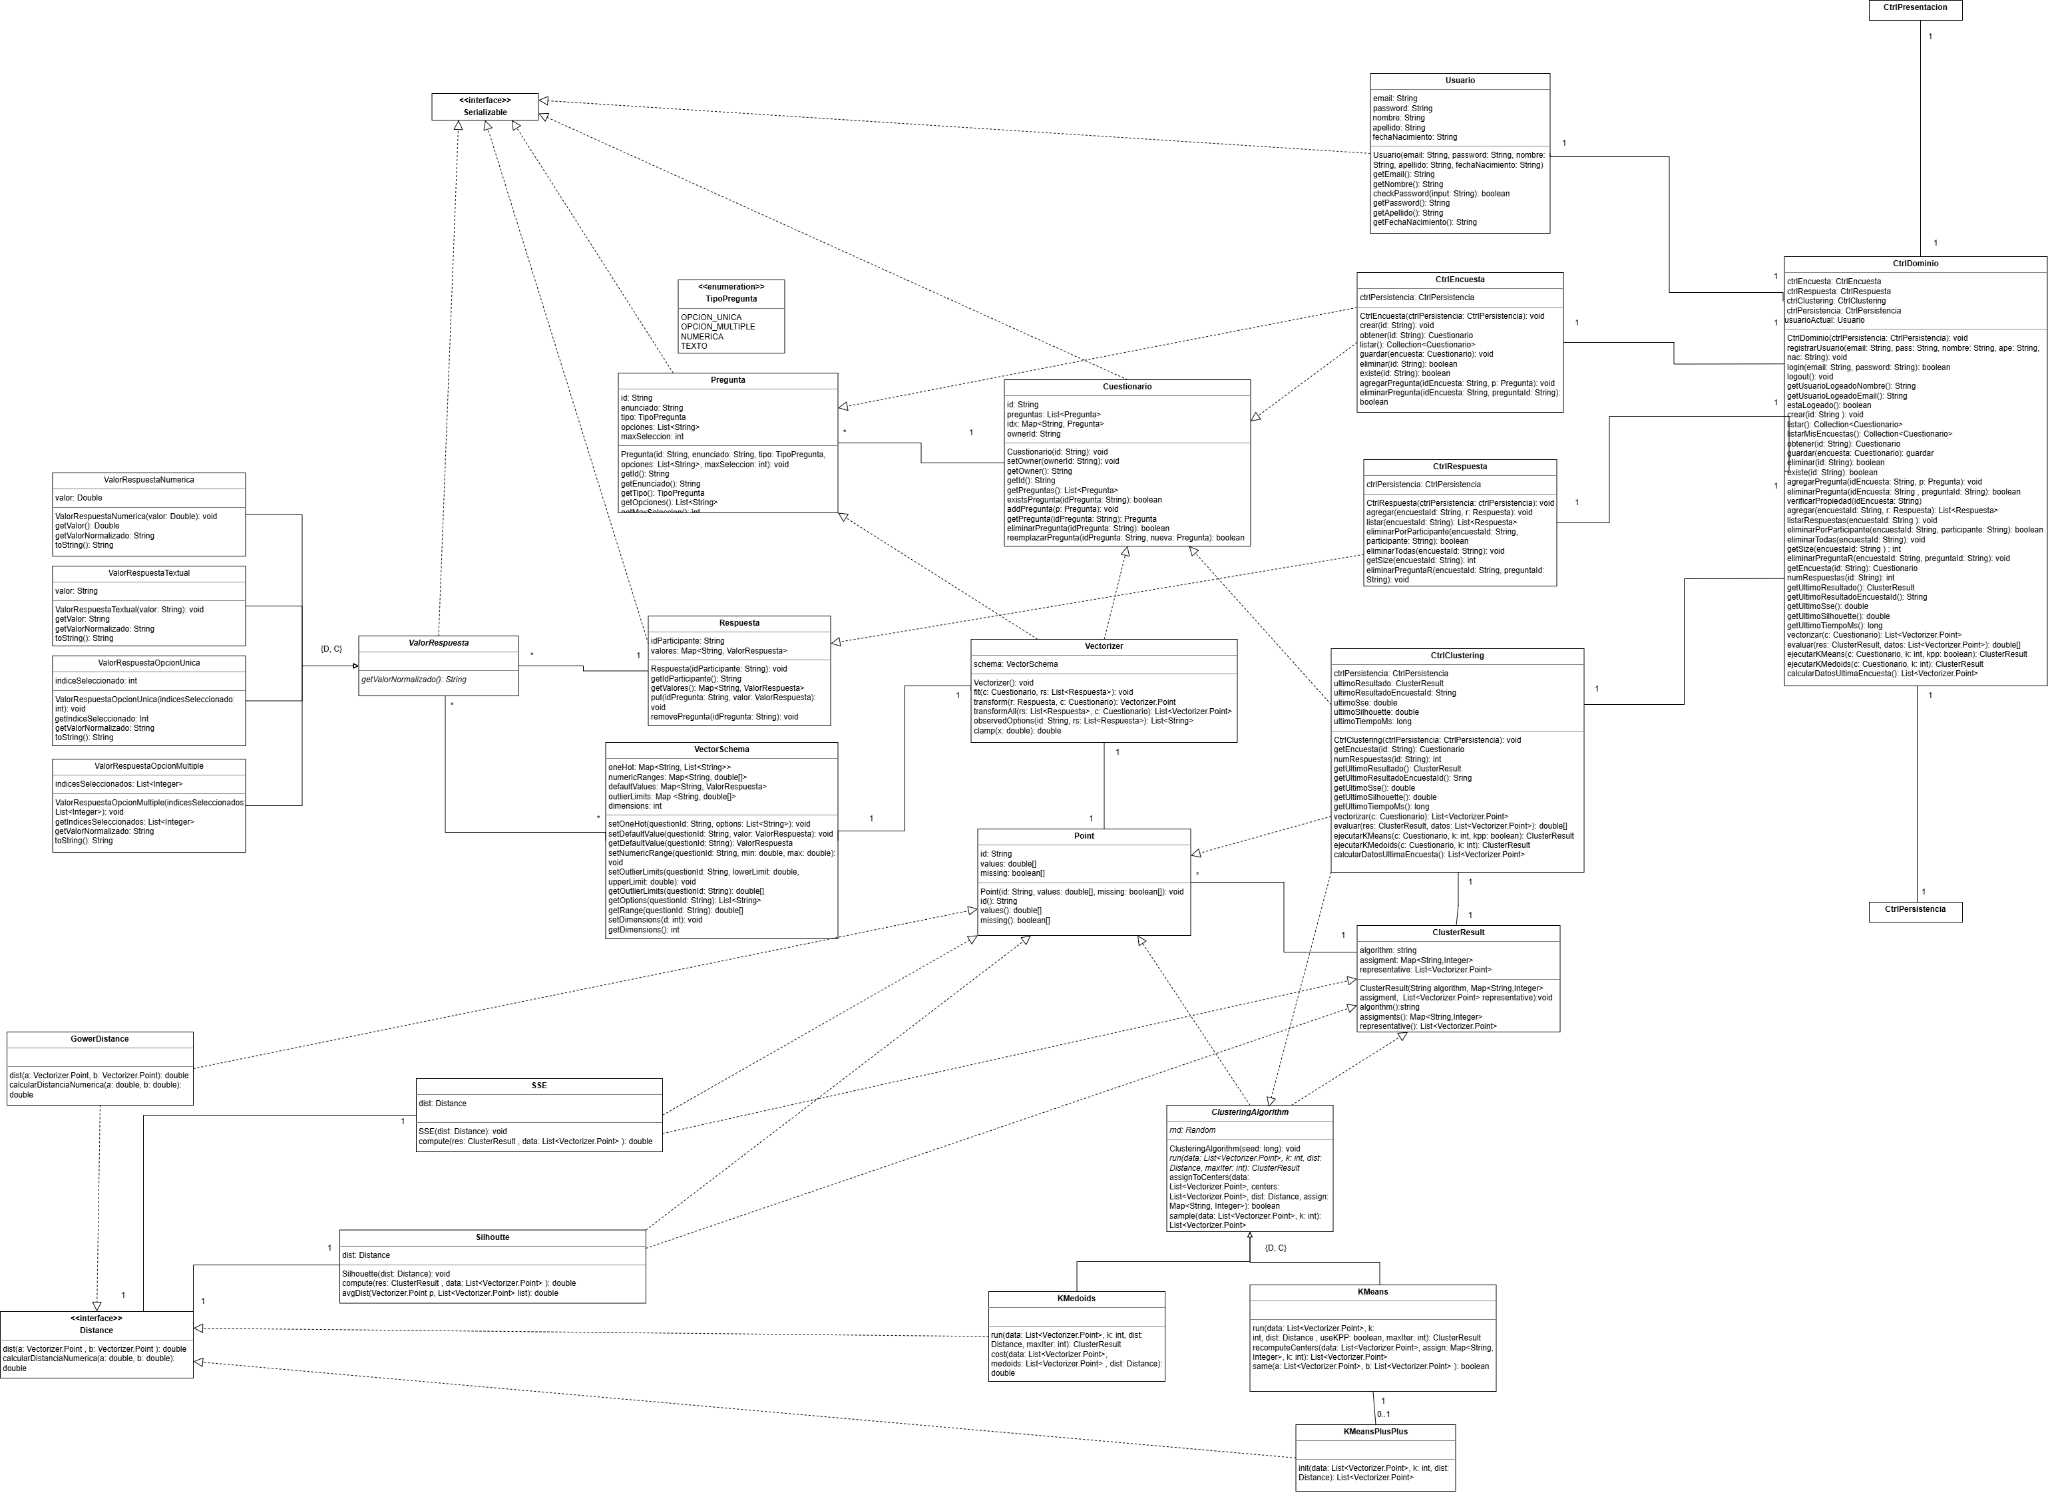 CtrlPresentacion
1
1
<<interface>>
Serializable
Usuario
email: String
password: String
nombre: String
apellido: String
fechaNacimiento: String
Usuario(email: String, password: String, nombre:
String, apellido: String, fechaNacimiento: String)
getEmail(): String
getNombre(): String
checkPassword(input: String): boolean
getPassword(): String
getApellido(): String
getFechaNacimiento(): String
1
1
CtrlDominio
ctrlEncuesta: CtrlEncuesta
ctrlRespuesta: CtrlRespuesta
ctrlClustering: CtrlClustering
ctrlPersistencia: CtrlPersistencia
usuarioActual: Usuario
CtrlDominio(ctrlPersistencia: CtrlPersistencia): void
registrarUsuario(email: String, pass: String, nombre: String, ape: String,
nac: String): void
login(email: String, password: String): boolean
logout(): void
getUsuarioLogeadoNombre(): String
getUsuarioLogeadoEmail(): String
estaLogeado(): boolean
crear(id: String ): void
listar(): Collection<Cuestionario>
listarMisEncuestas(): Collection<Cuestionario>
obtener(id: String): Cuestionario
guardar(encuesta: Cuestionario): guardar
eliminar(id: String): boolean
existe(id: String): boolean
agregarPregunta(idEncuesta: String, p: Pregunta): void
eliminarPregunta(idEncuesta: String , preguntaId: String): boolean
verificarPropiedad(idEncuesta: String)
agregar(encuestaId: String, r: Respuesta): List<Respuesta>
listarRespuestas(encuestaId: String ): void
eliminarPorParticipante(encuestaId: String, participante: String): boolean
eliminarTodas(encuestaId: String): void
getSize(encuestaId: String ) : int
eliminarPreguntaR(encuestaId: String, preguntaId: String): void
getEncuesta(id: String): Cuestionario
numRespuestas(id: String): int
getUltimoResultado(): ClusterResult
getUltimoResultadoEncuestaId(): String
getUltimoSse(): double
getUltimoSilhouette(): double
getUltimoTiempoMs(): long
vectorizar(c: Cuestionario): List<Vectorizer.Point>
evaluar(res: ClusterResult, datos: List<Vectorizer.Point>): double[]
ejecutarKMeans(c: Cuestionario, k: int, kpp: boolean): ClusterResult
ejecutarKMedoids(c: Cuestionario, k: int): ClusterResult
calcularDatosUltimaEncuesta(): List<Vectorizer.Point>
1
1
CtrlPersistencia
CtrlEncuesta
ctrlPersistencia: CtrlPersistencia
CtrlEncuesta(ctrlPersistencia: CtrlPersistencia): void
crear(id: String): void
obtener(id: String): Cuestionario
listar(): Collection<Cuestionario>
guardar(encuesta: Cuestionario): void
eliminar(id: String): boolean
existe(id: String): boolean
agregarPregunta(idEncuesta: String, p: Pregunta): void
eliminarPregunta(idEncuesta: String, preguntaId: String):
boolean
1
1
CtrlRespuesta
ctrlPersistencia: CtrlPersistencia
CtrlRespuesta(ctrlPersistencia: ctrlPersistencia): void
agregar(encuestaId: String, r: Respuesta): void
listar(encuestaId: String): List<Respuesta>
eliminarPorParticipante(encuestaId: String,
participante: String): boolean
eliminarTodas(encuestaId: String): void
getSize(encuestaId: String): int
eliminarPreguntaR(encuestaId: String, preguntaId:
String): void
1
1
<<enumeration>>
TipoPregunta
OPCION_UNICA
OPCION_MULTIPLE
NUMERICA
TEXTO
Pregunta
id: String
enunciado: String
tipo: TipoPregunta
opciones: List<String>
maxSeleccion: int
Pregunta(id: String, enunciado: String, tipo: TipoPregunta,
opciones: List<String>, maxSeleccion: int): void
getId(): String
getEnunciado(): String
getTipo(): TipoPregunta
getOpciones(): List<String>
getMaxSeleccion(): int
*
1
Cuestionario
id: String
preguntas: List<Pregunta>
idx: Map<String, Pregunta>
ownerId: String
Cuestionario(id: String): void
setOwner(ownerId: String): void
getOwner(): String
getId(): String
getPreguntas(): List<Pregunta>
existsPregunta(idPregunta: String): boolean
addPregunta(p: Pregunta): void
getPregunta(idPregunta: String): Pregunta
eliminarPregunta(idPregunta: String): boolean
reemplazarPregunta(idPregunta: String, nueva: Pregunta): boolean
ValorRespuestaNumerica
valor: Double
ValorRespuestaNumerica(valor: Double): void
getValor(): Double
getValorNormalizado: String
toString(): String
ValorRespuestaTextual
valor: String
ValorRespuestaTextual(valor: String): void
getValor: String
getValorNormalizado: String
toString(): String
ValorRespuestaOpcionUnica
indiceSeleccionado: int
ValorRespuestaOpcionUnica(indicesSeleccionado:
int): void
getIndiceSeleccionado: Int
getValorNormalizado: String
toString(): String
ValorRespuestaOpcionMultiple
indicesSeleccionados: List<Integer>
ValorRespuestaOpcionMultiple(indicesSeleccionados:
List<Integer>): void
getIndicesSeleccionados: List<Integer>
getValorNormalizado: String
toString(): String
{D, C}
ValorRespuesta
getValorNormalizado(): String
*
1
*
Respuesta
idParticipante: String
valores: Map<String, ValorRespuesta>
Respuesta(idParticipante: String): void
getIdParticipante(): String
getValores(): Map<String, ValorRespuesta>
put(idPregunta: String, valor: ValorRespuesta):
void
removePregunta(idPregunta: String): void
VectorSchema
oneHot: Map<String, List<String>>
numericRanges: Map<String, double[]>
defaultValues: Map<String, ValorRespuesta>
outlierLimits: Map <String, double[]>
dimensions: int
setOneHot(questionId: String, options: List<String>): void
setDefaultValue(questionId: String, valor: ValorRespuesta): void
getDefaultValue(questionId: String): ValorRespuesta
setNumericRange(questionId: String, min: double, max: double):
void
setOutlierLimits(questionId: String, lowerLimit: double,
upperLimit: double): void
getOutlierLimits(questionId: String): double[]
getOptions(questionId: String): List<String>
getRange(questionId: String): double[]
setDimensions(d: int): void
getDimensions(): int
*
1
1
Vectorizer
schema: VectorSchema
Vectorizer(): void
fit(c: Cuestionario, rs: List<Respuesta>): void
transform(r: Respuesta, c: Cuestionario): Vectorizer.Point
transformAll(rs: List<Respuesta>, c: Cuestionario): List<Vectorizer.Point>
observedOptions(id: String, rs: List<Respuesta>): List<String>
clamp(x: double): double
1
1
Point
id: String
values: double[]
missing: boolean[]
Point(id: String, values: double[], missing: boolean[]): void
id(): String
values(): double[]
missing(): boolean[]
*
1
CtrlClustering
ctrlPersistencia: CtrlPersistencia
ultimoResultado: ClusterResult
ultimoResultadoEncuestaId: String
ultimoSse: double
ultimoSilhouette: double
ultimoTiempoMs: long
CtrlClustering(ctrlPersistencia: CtrlPersistencia): void
getEncuesta(id: String): Cuestionario
numRespuestas(id: String): int
getUltimoResultado(): ClusterResult
getUltimoResultadoEncuestaId(): Sring
getUltimoSse(): double
getUltimoSilhouette(): double
getUltimoTiempoMs(): long
vectorizar(c: Cuestionario): List<Vectorizer.Point>
evaluar(res: ClusterResult, datos: List<Vectorizer.Point>): double[]
ejecutarKMeans(c: Cuestionario, k: int, kpp: boolean): ClusterResult
ejecutarKMedoids(c: Cuestionario, k: int): ClusterResult
calcularDatosUltimaEncuesta(): List<Vectorizer.Point>
1
1
1
1
ClusterResult
algorithm: string
assigment: Map<String,Integer>
representative: List<Vectorizer.Point>
ClusterResult(String algorithm, Map<String,Integer>
assigment, List<Vectorizer.Point> representative):void
algorithm():string
assigments(): Map<String,Integer>
representative(): List<Vectorizer.Point>
GowerDistance
dist(a: Vectorizer.Point, b: Vectorizer.Point): double
calcularDistanciaNumerica(a: double, b: double):
double
SSE
dist: Distance
SSE(dist: Distance): void
compute(res: ClusterResult , data: List<Vectorizer.Point> ): double
1
1
Silhoutte
dist: Distance
Silhouette(dist: Distance): void
compute(res: ClusterResult , data: List<Vectorizer.Point> ): double
avgDist(Vectorizer.Point p, List<Vectorizer.Point> list): double
1
1
<<interface>>
Distance
dist(a: Vectorizer.Point , b: Vectorizer.Point ): double
calcularDistanciaNumerica(a: double, b: double):
double
ClusteringAlgorithm
rnd: Random
ClusteringAlgorithm(seed: long): void
run(data: List<Vectorizer.Point>, k: int, dist:
Distance, maxIter: int): ClusterResult
assignToCenters(data:
List<Vectorizer.Point>, centers:
List<Vectorizer.Point>, dist: Distance, assign:
Map<String, Integer>): boolean
sample(data: List<Vectorizer.Point>, k: int):
List<Vectorizer.Point>
{D, C}
KMedoids
run(data: List<Vectorizer.Point>, k: int, dist:
Distance, maxIter: int): ClusterResult
cost(data: List<Vectorizer.Point>,
medoids: List<Vectorizer.Point> , dist: Distance):
double
KMeans
run(data: List<Vectorizer.Point>, k:
int, dist: Distance , useKPP: boolean, maxIter: int): ClusterResult
recomputeCenters(data: List<Vectorizer.Point>, assign: Map<String,
Integer>, k: int): List<Vectorizer.Point>
same(a: List<Vectorizer.Point>, b: List<Vectorizer.Point> ): boolean
1
0..1
KMeansPlusPlus
init(data: List<Vectorizer.Point>, k: int, dist:
Distance): List<Vectorizer.Point>